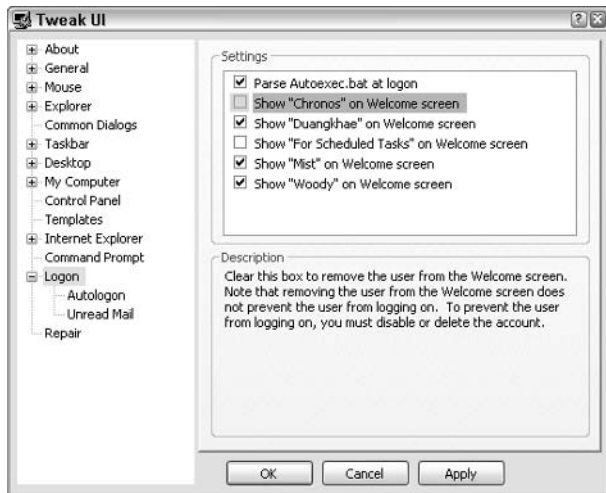 Tweak UI
About
General
Mouse
Explorer
Common Dialogs
Taskbar
Desktop
My Computer
Control Panel
Templates
Internet Explorer
Command Prompt
Logon
Autologon
Unread Mail
Repair
Settings
Parse Autoexec.bat at logon
Show "Chronos" on Welcome screen
Show "Duangkhae" on Welcome screen
Show "For Scheduled Tasks" on Welcome screen
Show "Mist" on Welcome screen
Show "Woody" on Welcome screen
Description
Clear this box to remove the user from the Welcome screen.
Note that removing the user from the Welcome screen does
not prevent the user from logging on. To prevent the user
from logging on, you must disable or delete the account.
OK
Cancel
Apply